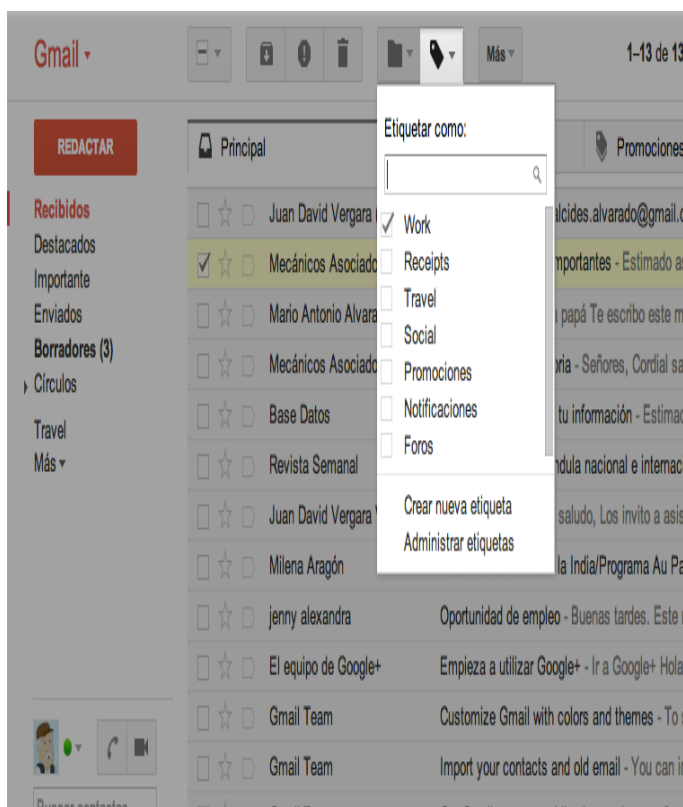 Gmail
Más
1–13 de 13
REDACTAR
Principal
Promociones
Etiquetar como:
Work
Receipts
Travel
Social
Promociones
Notificaciones
Foros
Crear nueva etiqueta
Administrar etiquetas
Recibidos
Destacados
Importante
Enviados
Borradores (3)
Círculos
Travel
Más
Juan David Vergara alcides.alvarado@gmail.c
Mecánicos Asociado mportantes - Estimado as
Mario Antonio Alvara papá Te escribo este m
Mecánicos Asociado oria - Señores, Cordial sa
Base Datos tu información - Estimad
Revista Semanal ndula nacional e internac
Juan David Vergara saludo, Los invito a asis
Milena Aragón la India/Programa Au Pa
jenny alexandra Oportunidad de empleo - Buenas tardes. Este
El equipo de Google+ Empieza a utilizar Google+ - Ir a Google+ Hola
Gmail Team Customize Gmail with colors and themes - To
Gmail Team Import your contacts and old email - You can i
Buscar contactos